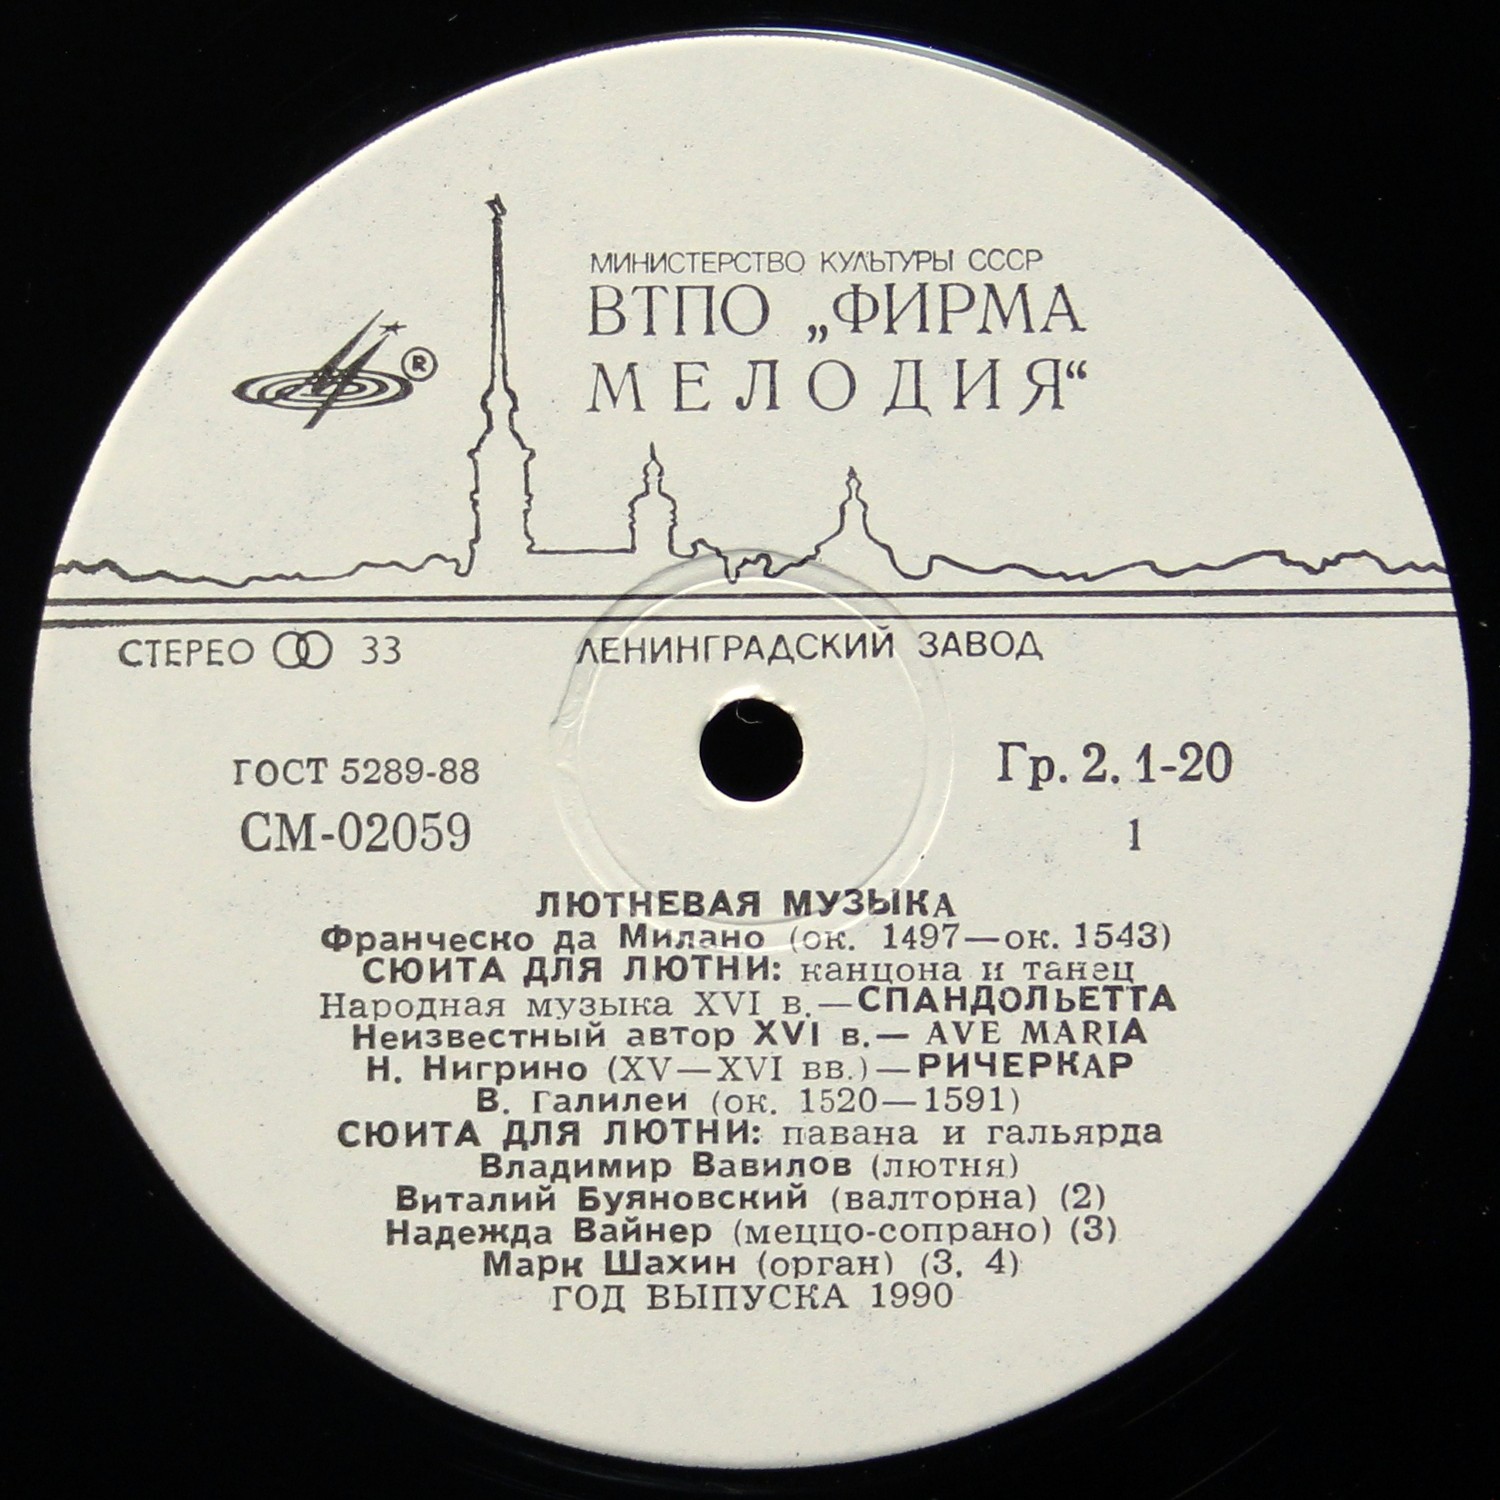 МИНИСТЕРСТВО КУЛЬТУРЫ СССР
ВТПО „ФИРМА
МЕЛОДИЯ“
®
СТЕРЕО 33
ЛЕНИНГРАДСКИЙ ЗАВОД
ГОСТ 5289-88
Гр. 2. 1-20
СМ-02059
1
ЛЮТНЕВАЯ МУЗЫКА
Франческо да Милано (ок. 1497—ок. 1543)
СЮИТА ДЛЯ ЛЮТНИ: канцона и танец
Народная музыка XVI в.—СПАНДОЛЬЕТТА
Неизвестный автор XVI в.— AVE MARIA
Н. Нигрино (XV—XVI вв.)—РИЧЕРКАР
В. Галилеи (ок. 1520—1591)
СЮИТА ДЛЯ ЛЮТНИ: павана и гальярда
Владимир Вавилов (лютня)
Виталий Буяновский (валторна) (2)
Надежда Вайнер (меццо-сопрано) (3)
Марк Шахин (орган) (3, 4)
ГОД ВЫПУСКА 1990